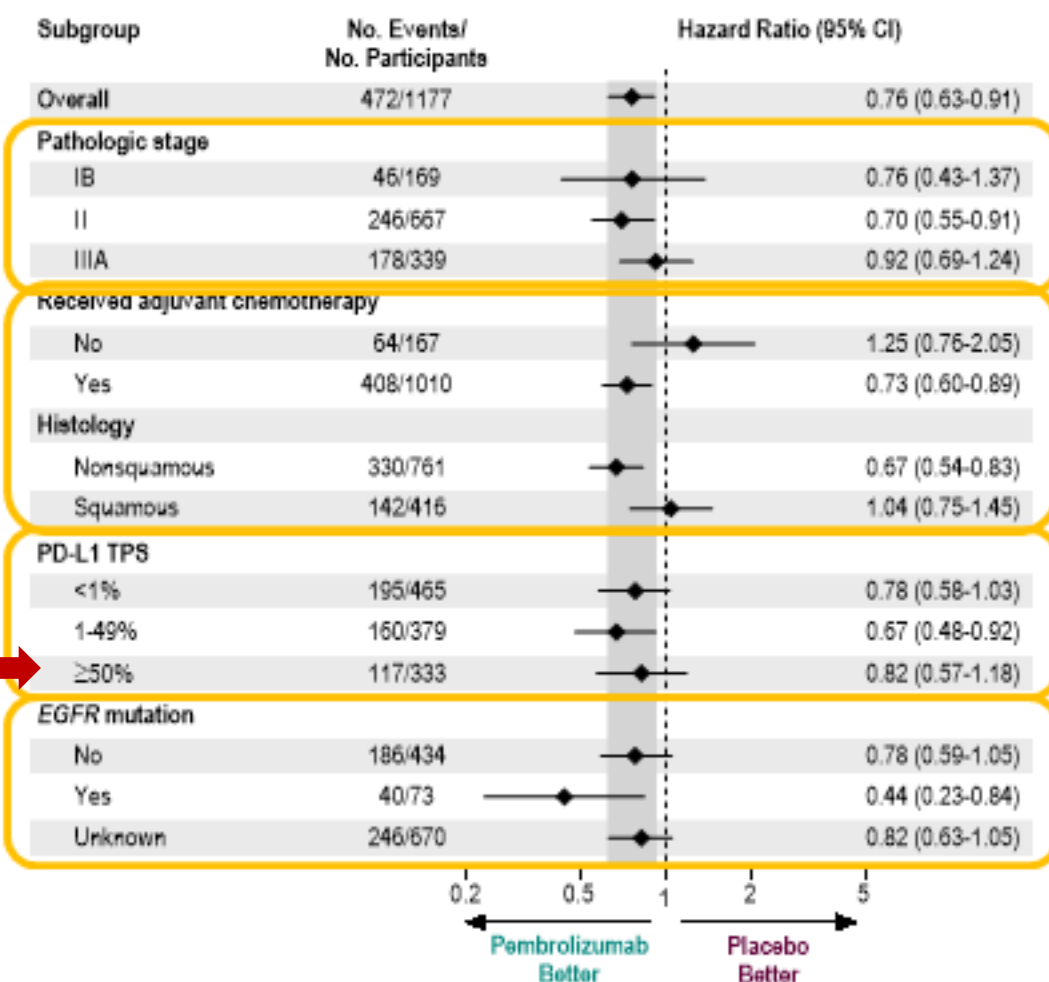 Subgroup No. Events/ Hazard Ratio (95% CI)
No. Participants
Overall 472/1177 0.76 (0.63-0.91)
Pathologic stage
IB 46/169 0.76 (0.43-1.37)
II 246/667 0.70 (0.55-0.91)
IIIA 178/339 0.92 (0.69-1.24)
Received adjuvant chemotherapy
No 64/167 1.25 (0.76-2.05)
Yes 408/1010 0.73 (0.60-0.89)
Histology
Nonsquamous 330/761 0.67 (0.54-0.83)
Squamous 142/416 1.04 (0.75-1.45)
PD-L1 TPS
<1% 195/465 0.78 (0.58-1.03)
1-49% 160/379 0.67 (0.48-0.92)
≥50% 117/333 0.82 (0.57-1.18)
EGFR mutation
No 186/434 0.78 (0.59-1.05)
Yes 40/73 0.44 (0.23-0.84)
Unknown 246/670 0.82 (0.63-1.05)
0.2 0.5 1 2 5
Pembrolizumab Placebo
Better Better